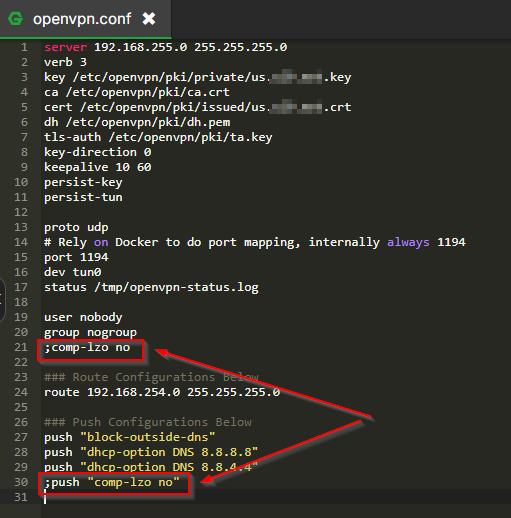 openvpn.conf
1 server 192.168.255.0 255.255.255.0
2 verb 3
3 key /etc/openvpn/pki/private/us. .key
4 ca /etc/openvpn/pki/ca.crt
5 cert /etc/openvpn/pki/issued/us. .crt
6 dh /etc/openvpn/pki/dh.pem
7 tls-auth /etc/openvpn/pki/ta.key
8 key-direction 0
9 keepalive 10 60
10 persist-key
11 persist-tun
12
13 proto udp
14 # Rely on Docker to do port mapping, internally always 1194
15 port 1194
16 dev tun0
17 status /tmp/openvpn-status.log
18
19 user nobody
20 group nogroup
21 ;comp-lzo no
22
23 ### Route Configurations Below
24 route 192.168.254.0 255.255.255.0
25
26 ### Push Configurations Below
27 push "block-outside-dns"
28 push "dhcp-option DNS 8.8.8.8"
29 push "dhcp-option DNS 8.8.4.4"
30 ;push "comp-lzo no"
31